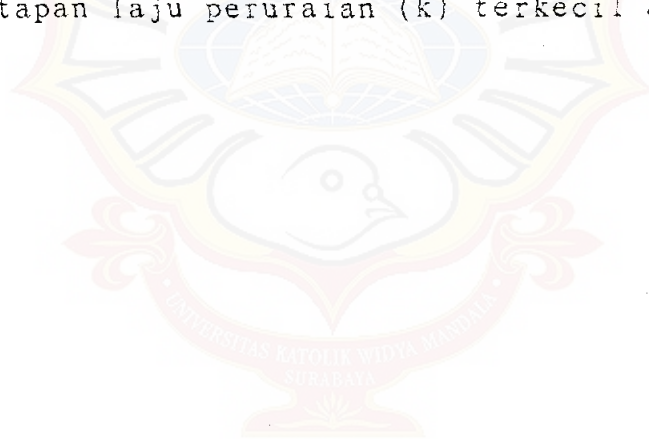 tapan laju peruraian (k) terkecil
UNIVERSITAS KATOLIK WIDYA MANDALA
SURABAYA